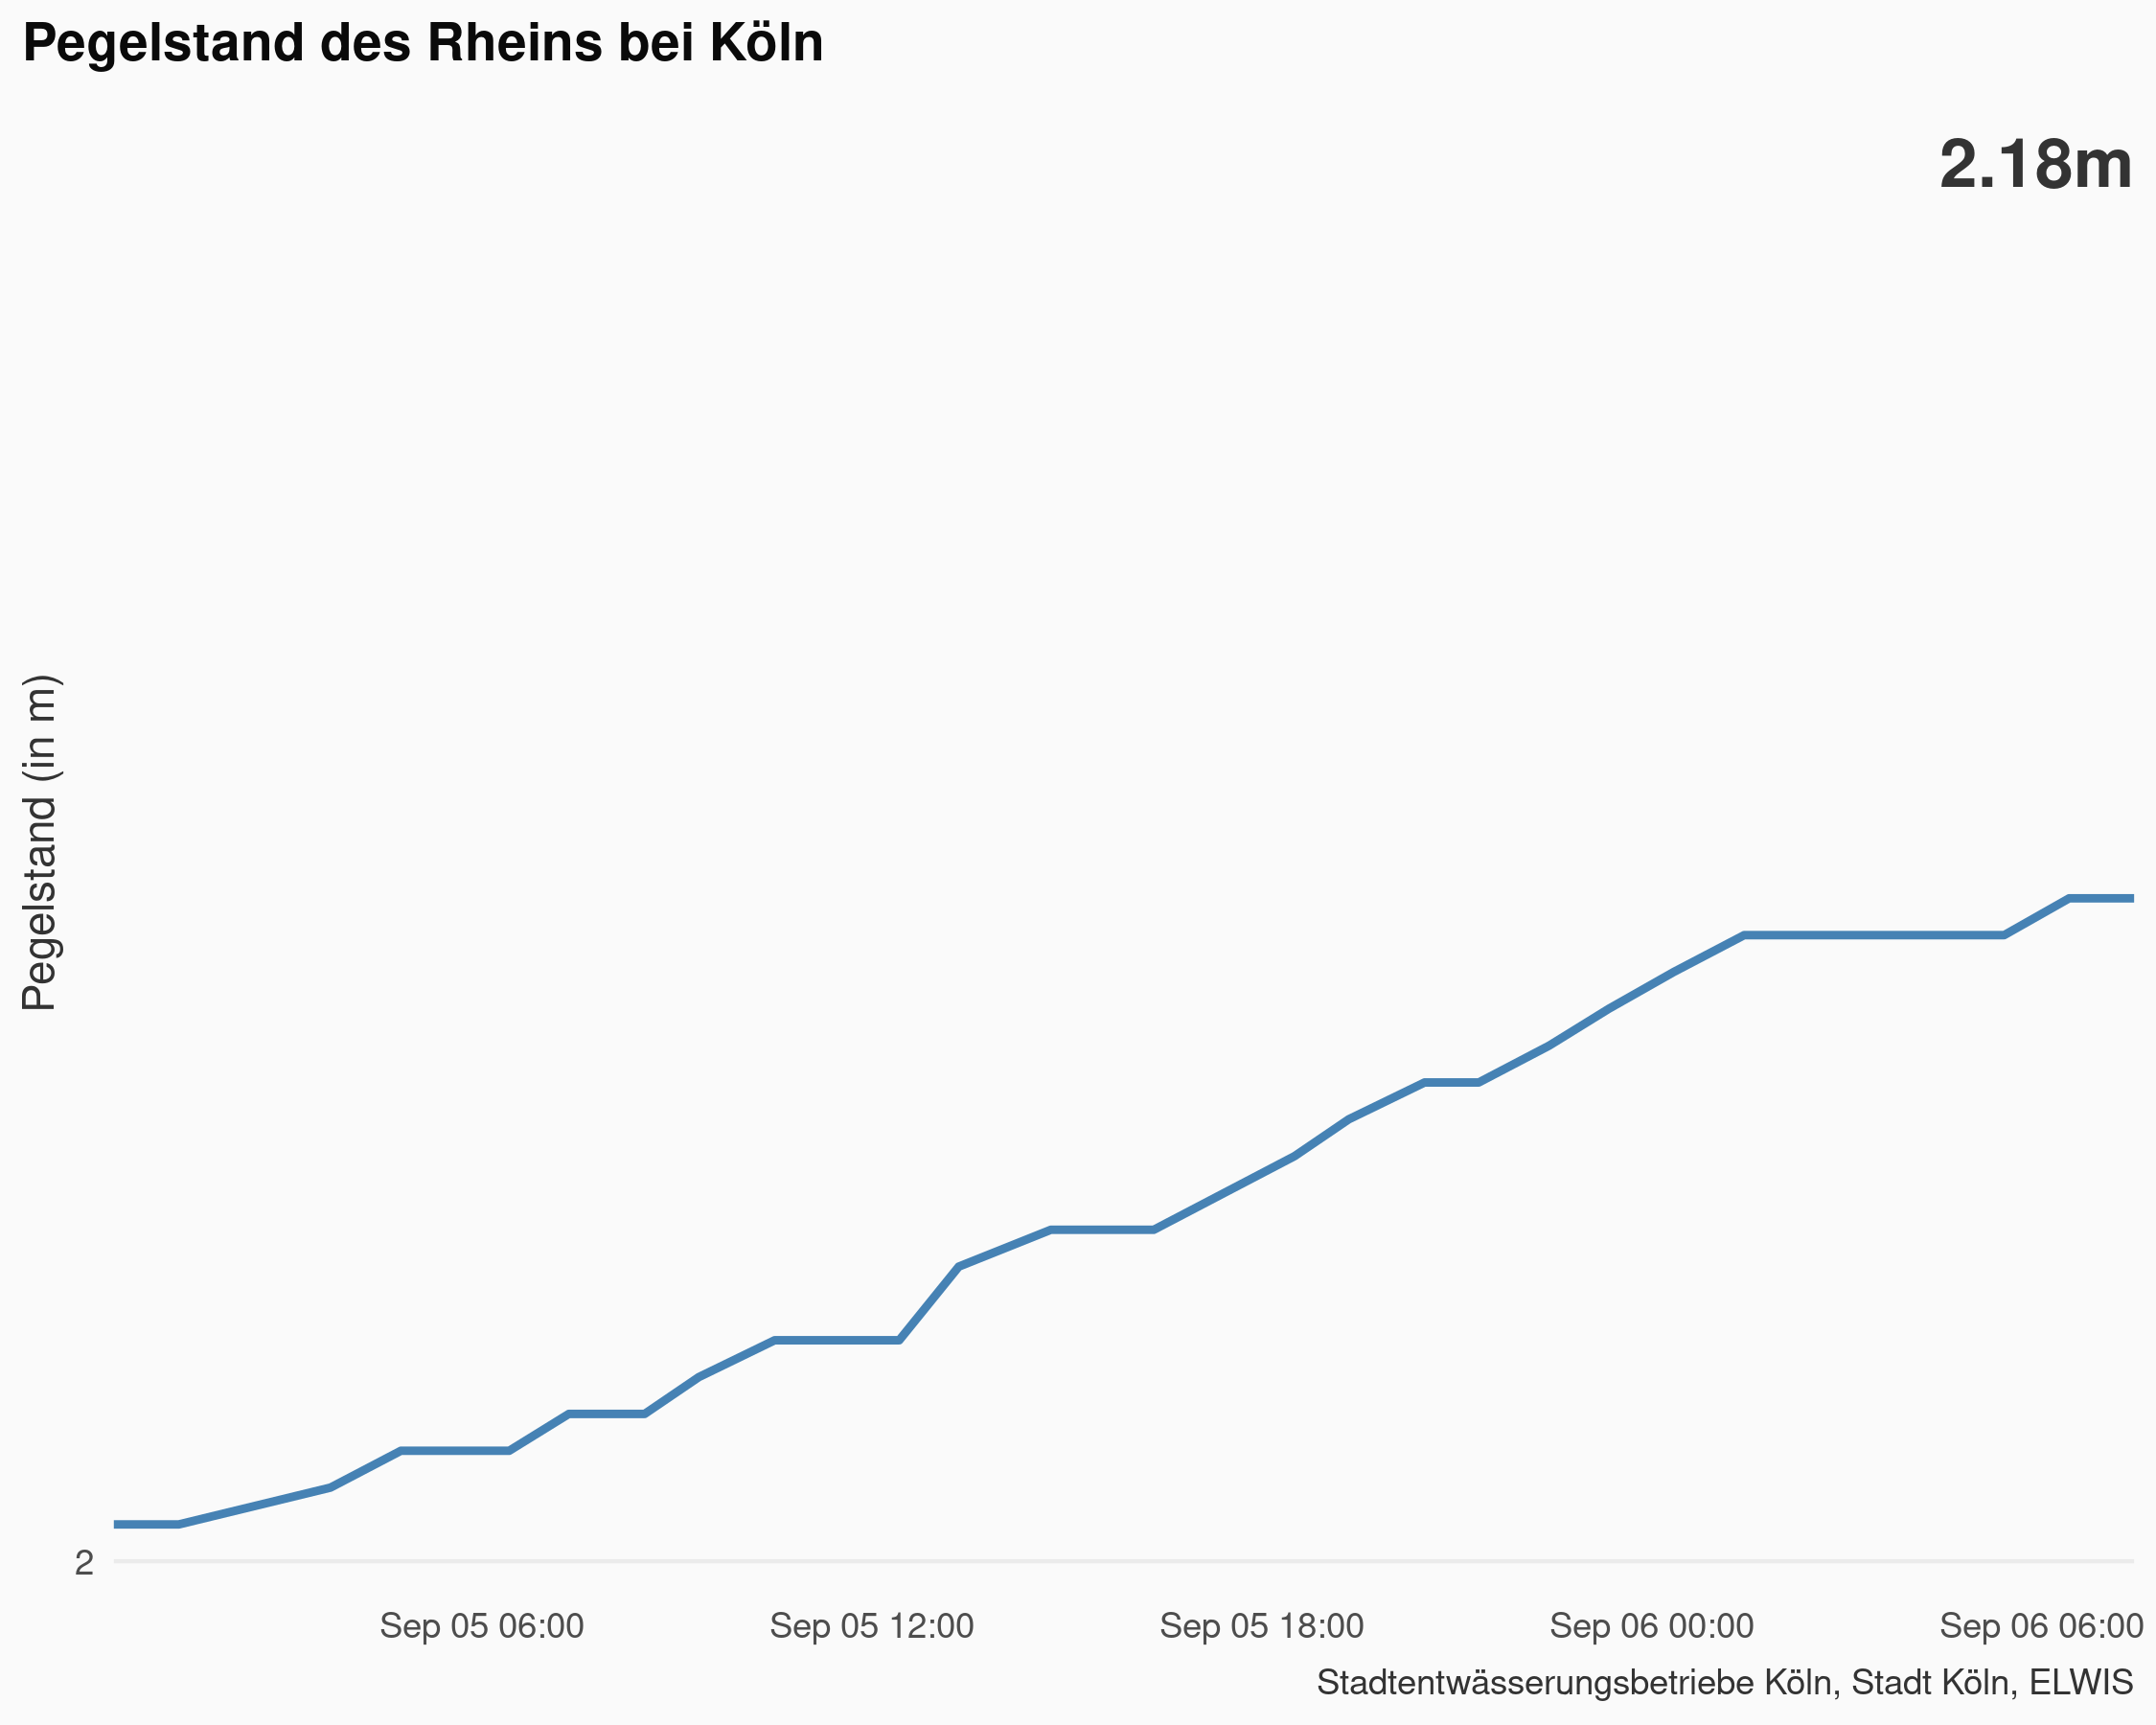 Pegelstand des Rheins bei Köln
2.18m
Pegelstand (in m)
2
Sep 05 06:00
Sep 05 12:00
Sep 05 18:00
Sep 06 00:00
Sep 06 06:00
Stadtentwässerungsbetriebe Köln, Stadt Köln, ELWIS